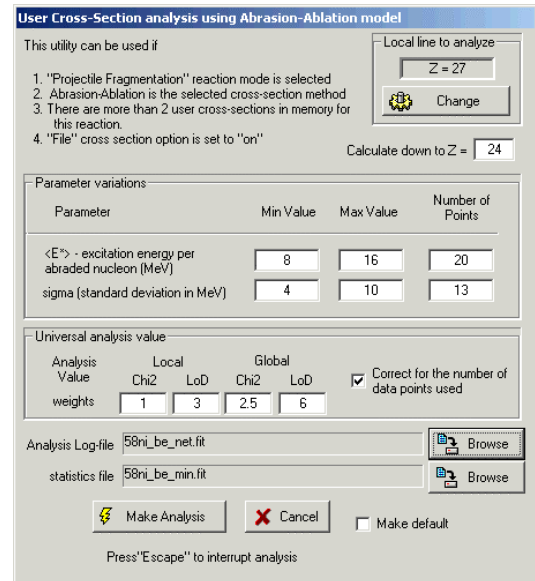 User Cross-Section analysis using Abrasion-Ablation model
This utility can be used if
1. "Projectile Fragmentation" reaction mode is selected
2. Abrasion-Ablation is the selected cross-section method
3. There are more than 2 user cross-sections in memory for
this reaction.
4. "File" cross section option is set to "on"
Local line to analyze
Z = 27
Change
Calculate down to Z = 24
Parameter variations
Parameter Min Value Max Value Number of
Points
<E*> - excitation energy per
abraded nucleon (MeV) 8 16 20
sigma (standard deviation in MeV) 4 10 13
Universal analysis value
Analysis Local Global
Value Chi2 LoD Chi2 LoD
weights 1 3 2.5 6
Correct for the number of
data points used
Analysis Log-file 58ni_be_net.fit Browse
statistics file 58ni_be_min.fit Browse
Make Analysis Cancel Make default
Press"Escape" to interrupt analysis